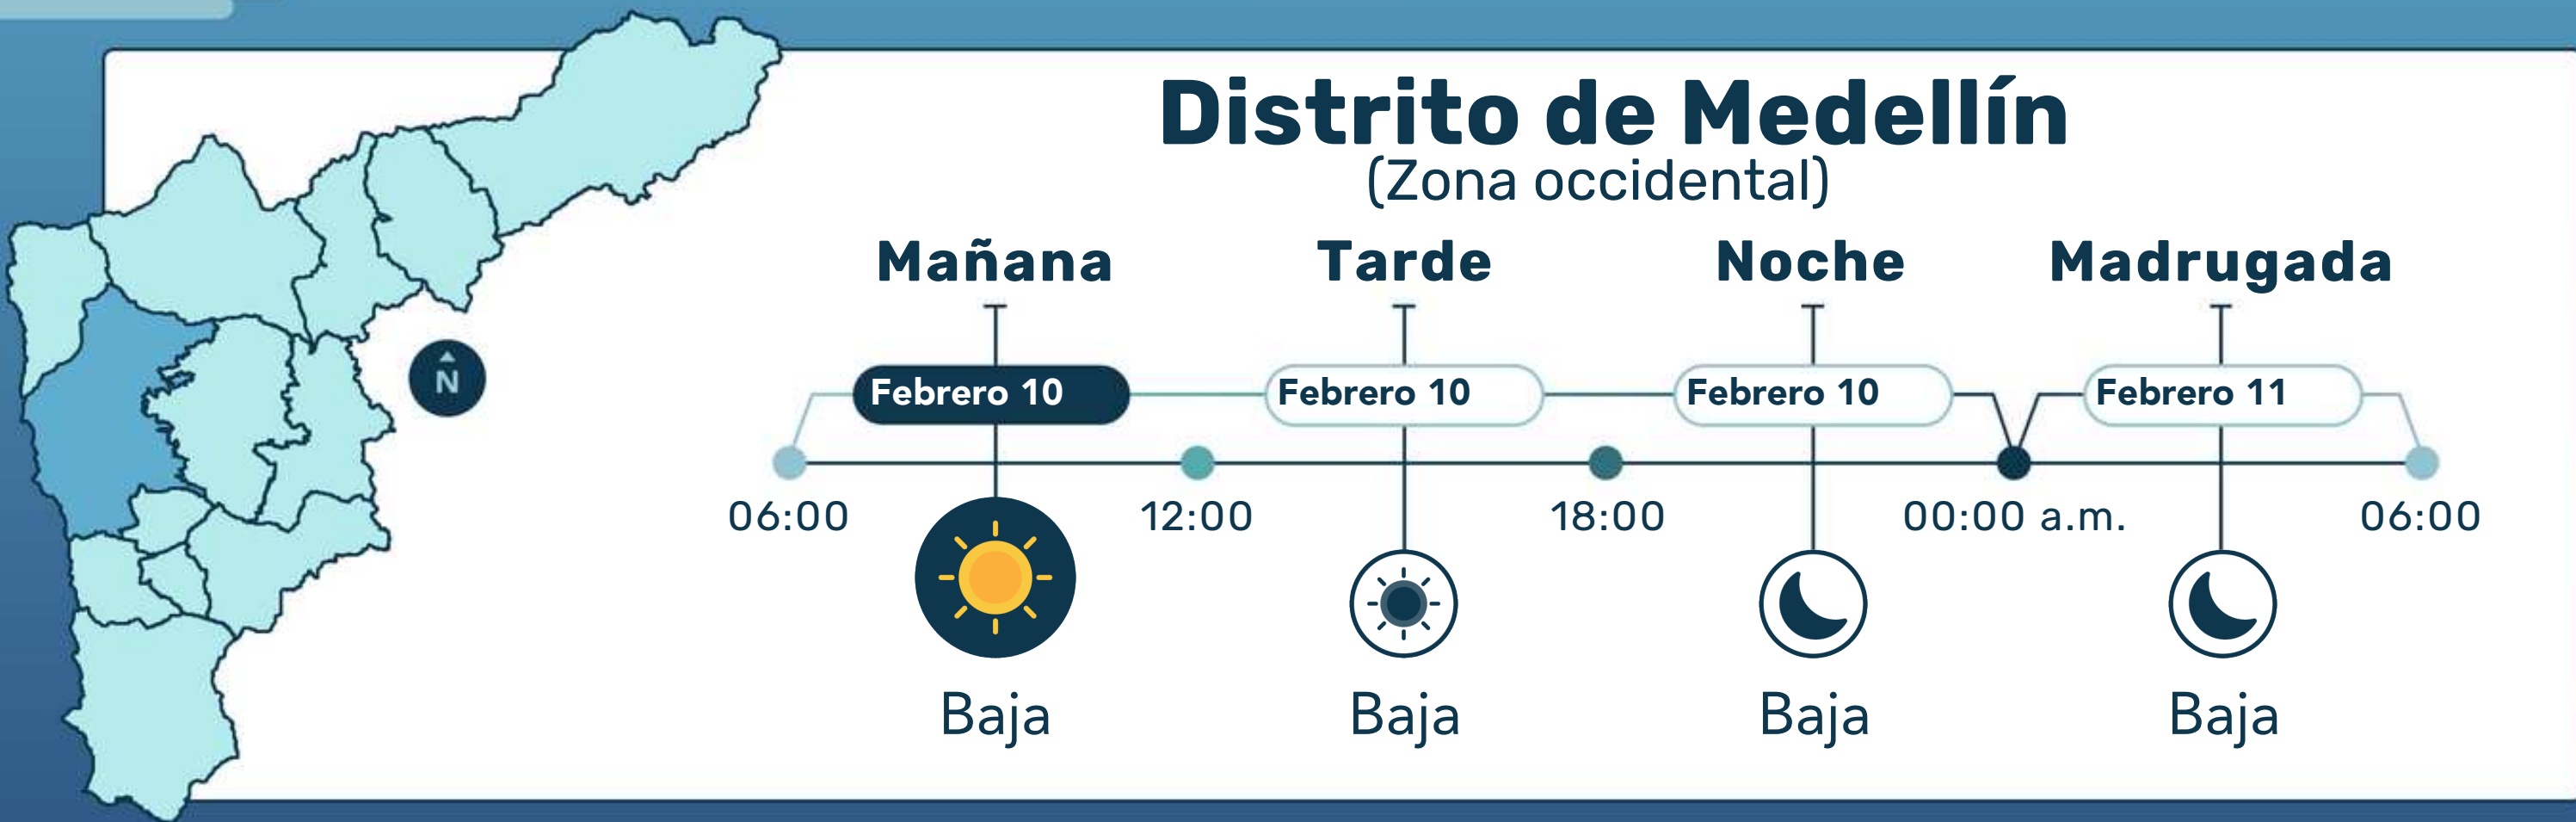 Distrito de Medellín
(Zona occidental)
Mañana Tarde Noche Madrugada
Febrero 10 Febrero 10 Febrero 10 Febrero 11
N
06:00 12:00 18:00 00:00 a.m. 06:00
Baja Baja Baja Baja